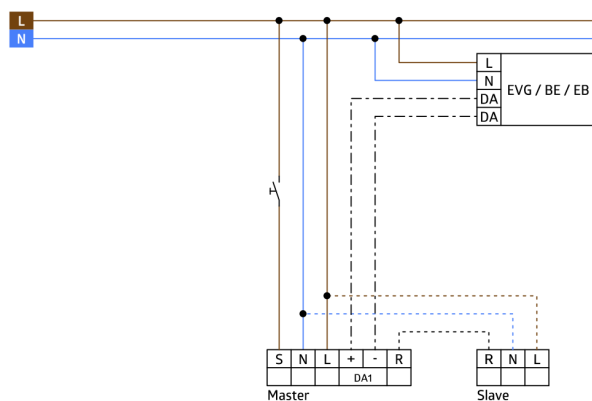 L
N
L
N EVG / BE / EB
DA
DA
S N L + - R
DA1
Master
R N L
Slave